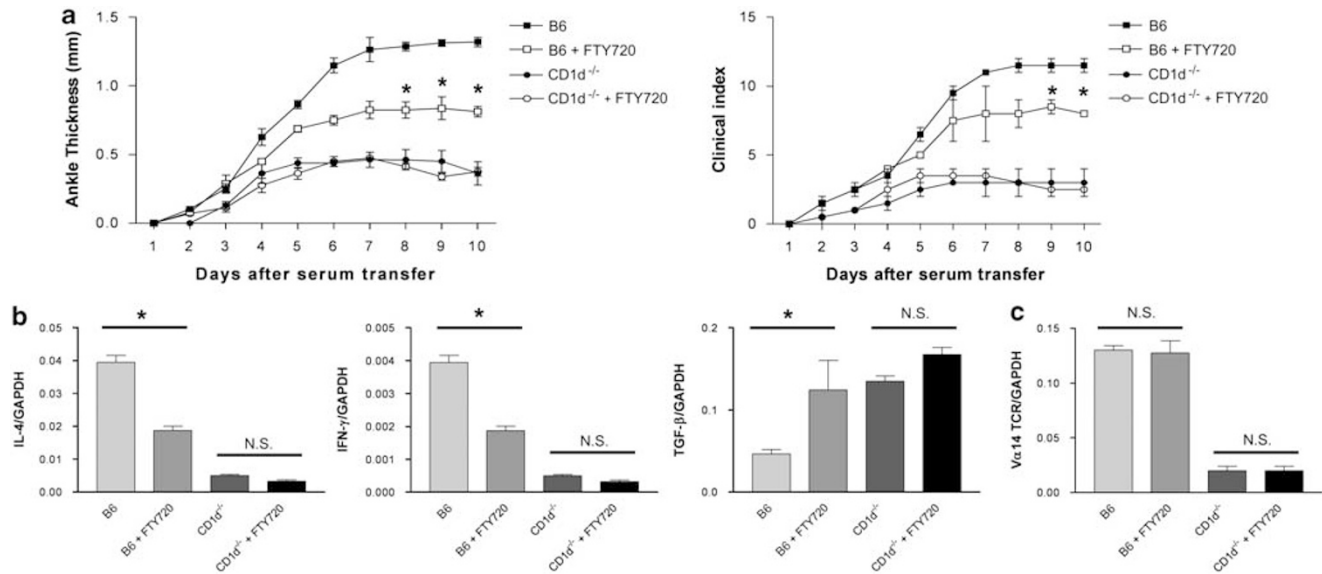 a
Ankle Thickness (mm)
1.5
1.0
0.5
0.0
* * *
1 2 3 4 5 6 7 8 9 10
Days after serum transfer
B6
B6 + FTY720
CD1d-/-
CD1d-/- + FTY720
Clinical index
15
10
5
0
* *
1 2 3 4 5 6 7 8 9 10
Days after serum transfer
B6
B6 + FTY720
CD1d-/-
CD1d-/- + FTY720
b
IL-4/GAPDH
0.05
0.04
0.03
0.02
0.01
0.00
*
N.S.
B6
B6 + FTY720
CD1d-/-
CD1d-/- + FTY720
IFN-γ/GAPDH
0.005
0.004
0.003
0.002
0.001
0.000
*
N.S.
B6
B6 + FTY720
CD1d-/-
CD1d-/- + FTY720
TGF-β/GAPDH
0.2
0.1
0.0
*
N.S.
B6
B6 + FTY720
CD1d-/-
CD1d-/- + FTY720
c
Vα14 TCR/GAPDH
0.15
0.10
0.05
0.00
N.S.
N.S.
B6
B6 + FTY720
CD1d-/-
CD1d-/- + FTY720